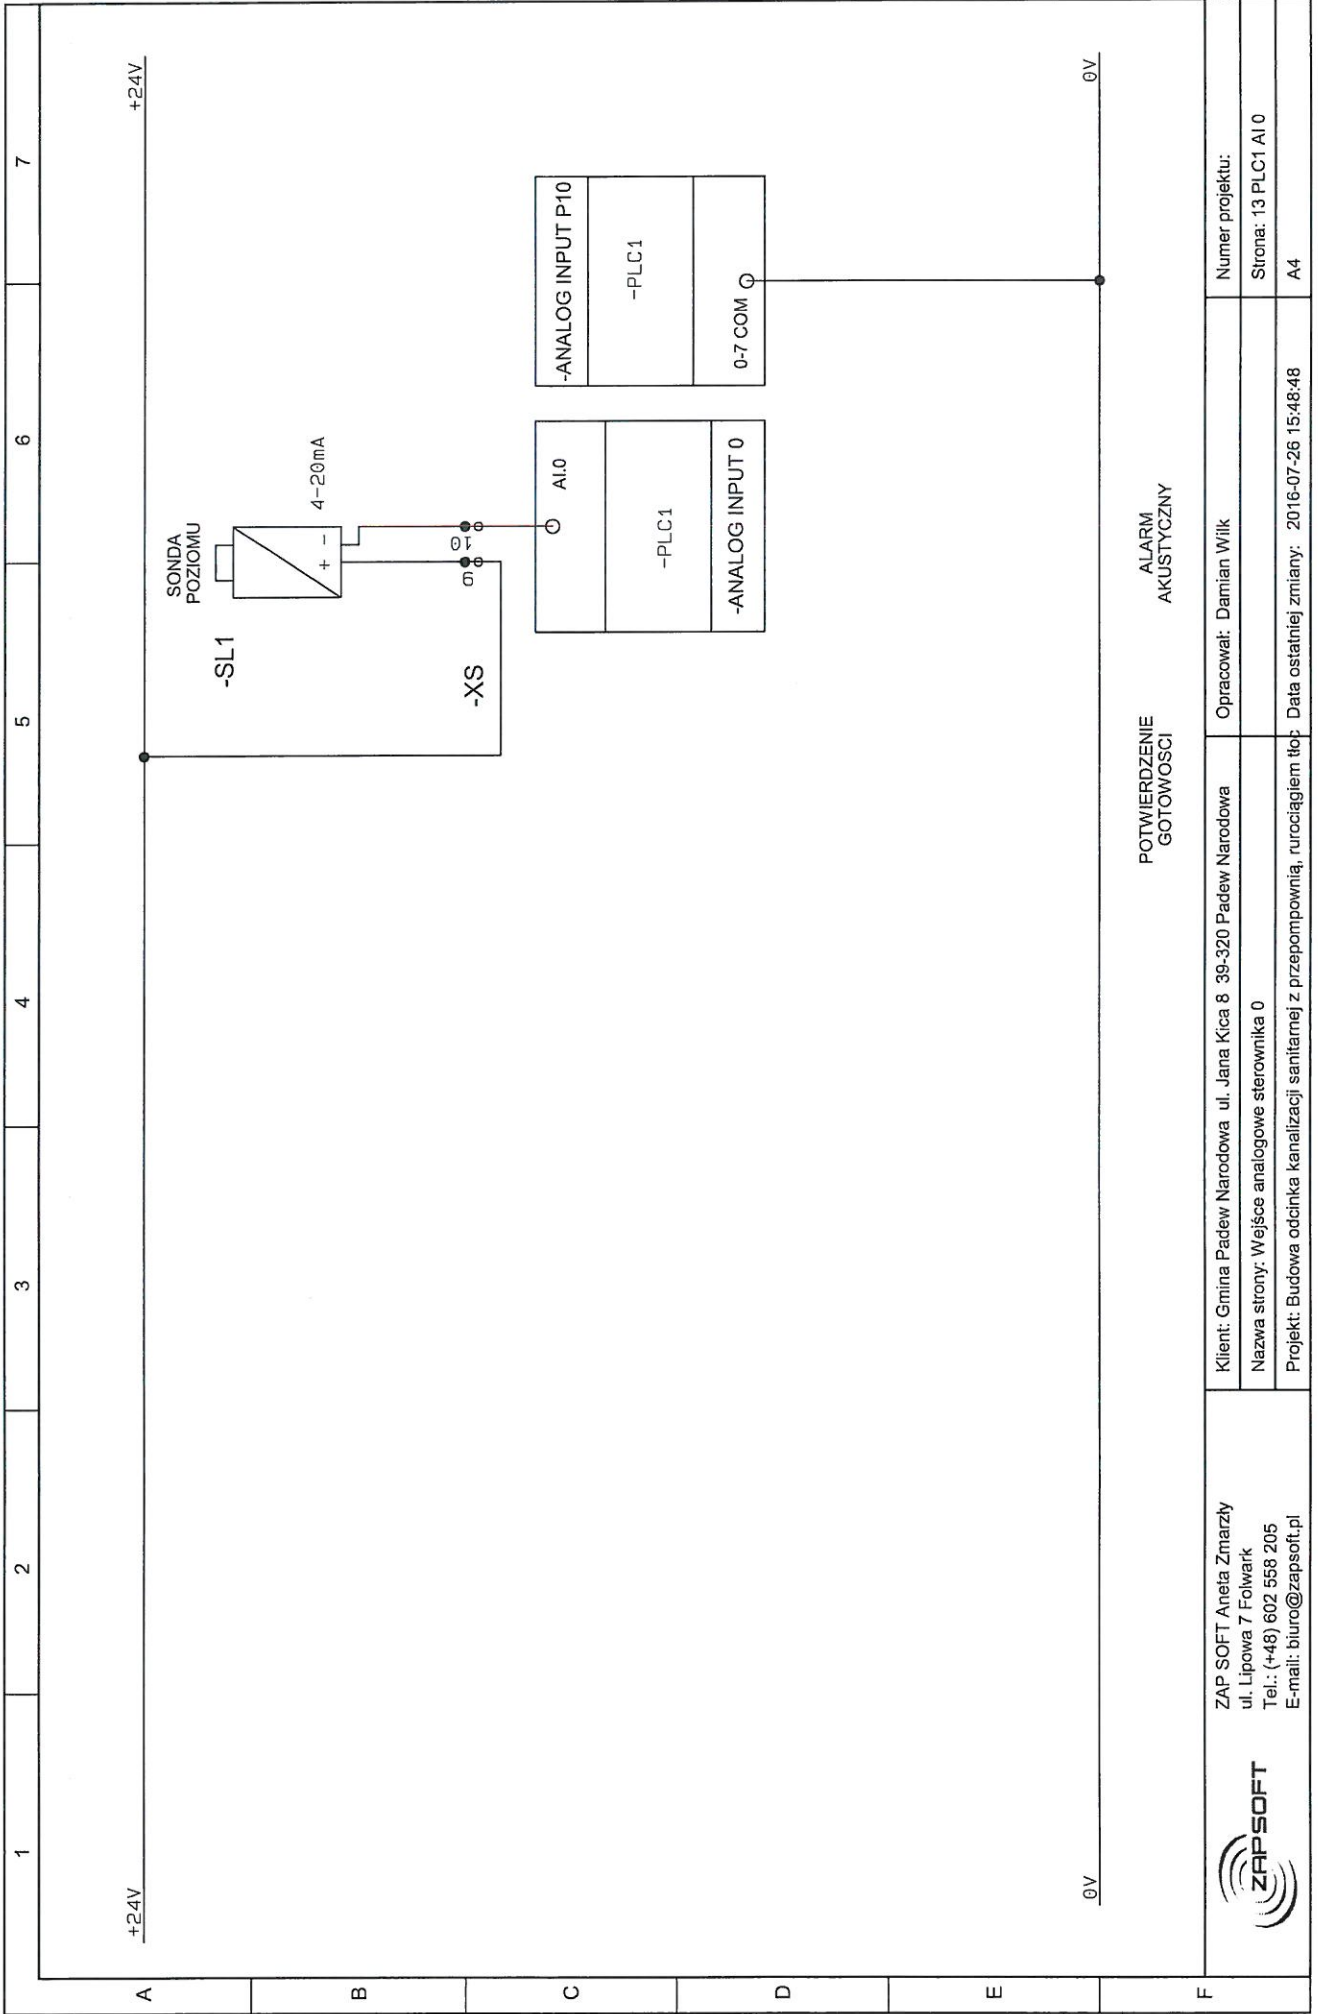 1
2
3
4
5
6
7
A
B
C
D
E
F
+24V
+24V
SONDA
POZIOMU
-SL1
4-20mA
+ -
-XS
9
10
AI.0
-PLC1
-ANALOG INPUT 0
-ANALOG INPUT P10
-PLC1
0-7 COM
0V
0V
POTWIERDZENIE
GOTOWOSCI
ALARM
AKUSTYCZNY
ZAPSOFT
ZAP SOFT Aneta Zmarzły
ul. Lipowa 7 Folwark
Tel.: (+48) 602 558 205
E-mail: biuro@zapsoft.pl
Klient: Gmina Padew Narodowa ul. Jana Kica 8 39-320 Padew Narodowa
Opracował: Damian Wilk
Numer projektu:
Nazwa strony: Wejśce analogowe sterownika 0
Strona: 13 PLC1 AI 0
Projekt: Budowa odcinka kanalizacji sanitarnej z przepompownią, rurociągiem tłoc
Data ostatniej zmiany: 2016-07-26 15:48:48
A4